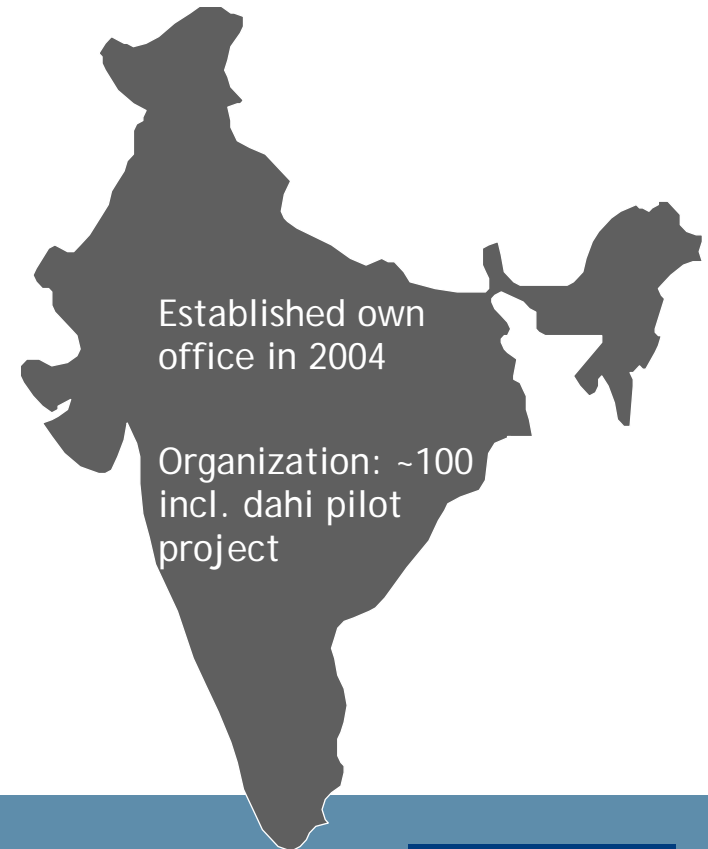 Established own
office in 2004
Organization: ~100
incl. dahi pilot
project